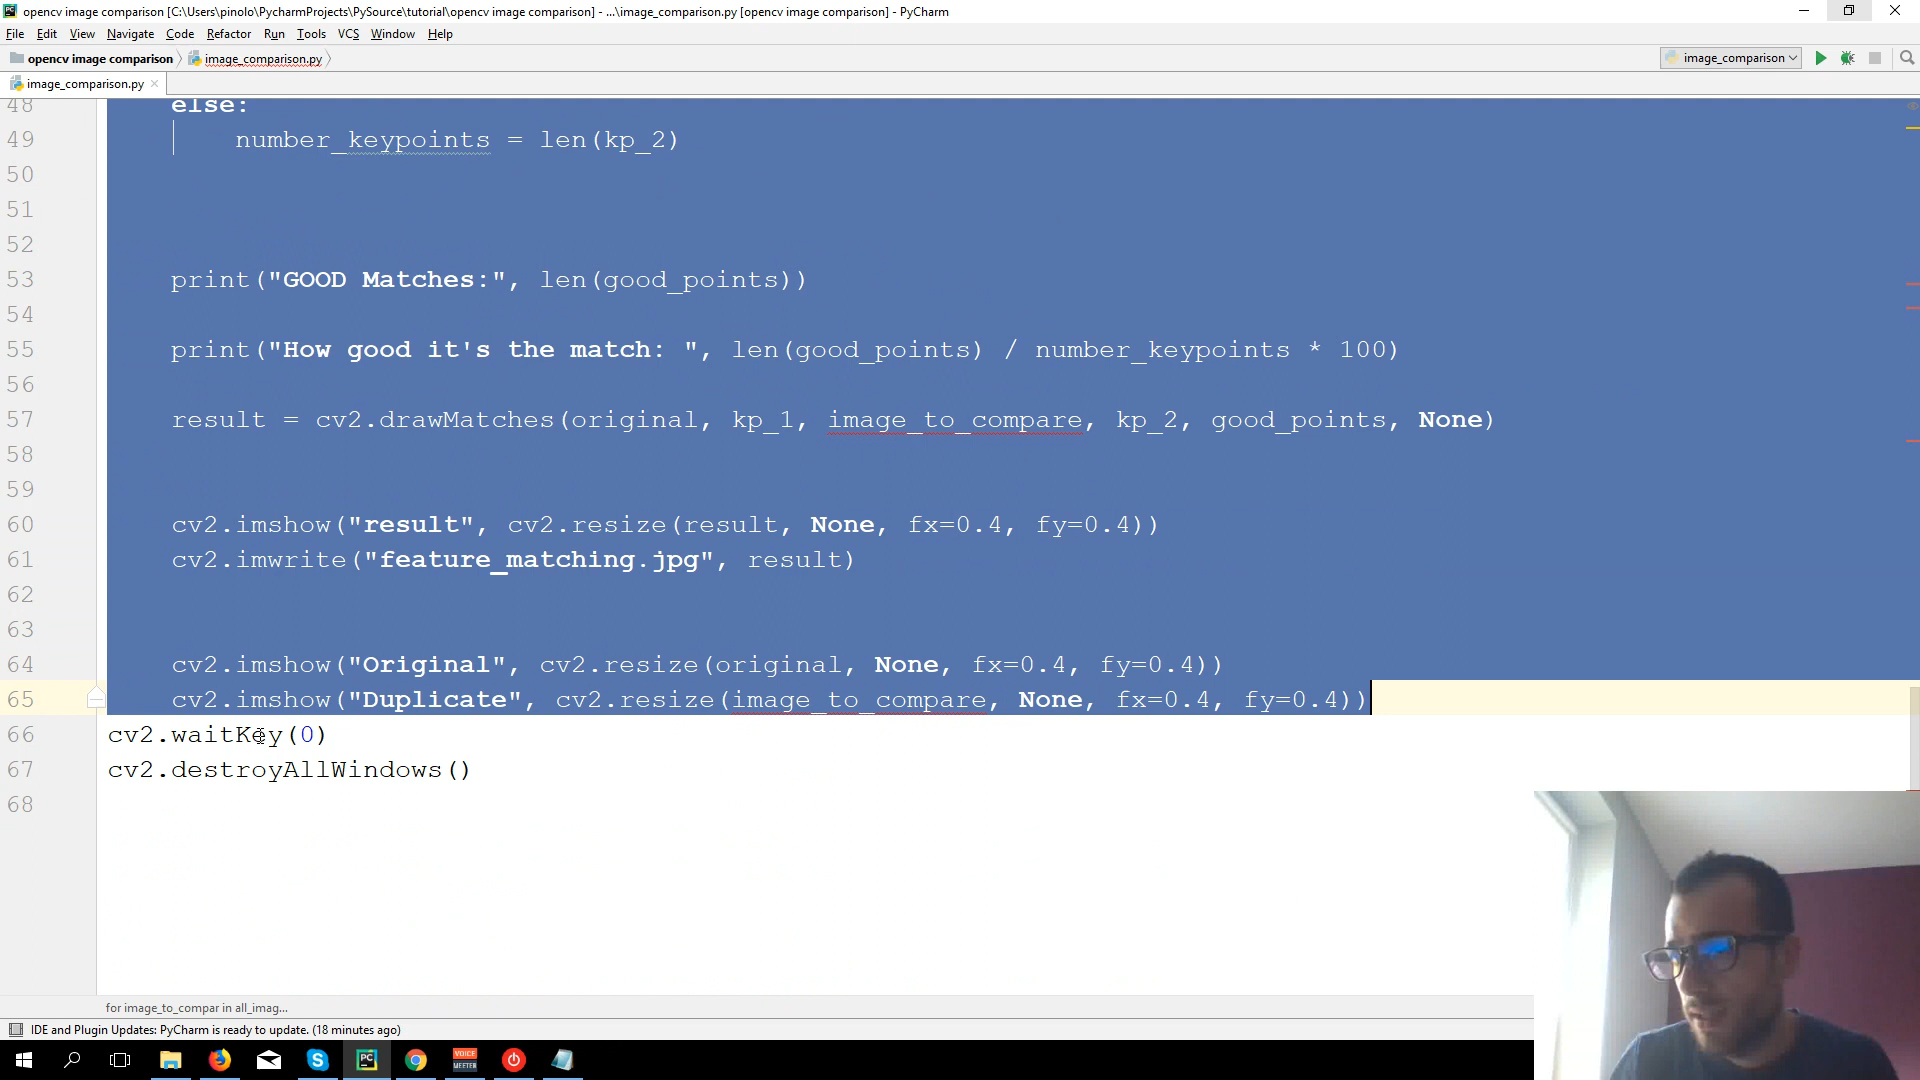 opencv image comparison [C:\Users\pinolo\PycharmProjects\PySource\tutorial\opencv image comparison] - ...\image_comparison.py [opencv image comparison] - PyCharm
File Edit View Navigate Code Refactor Run Tools VCS Window Help
opencv image comparison image_comparison.py image_comparison
image_comparison.py
48 else:
49 number_keypoints = len(kp_2)
50
51
52
53 print("GOOD Matches:", len(good_points))
54
55 print("How good it's the match: ", len(good_points) / number_keypoints * 100)
56
57 result = cv2.drawMatches(original, kp_1, image_to_compare, kp_2, good_points, None)
58
59
60 cv2.imshow("result", cv2.resize(result, None, fx=0.4, fy=0.4))
61 cv2.imwrite("feature_matching.jpg", result)
62
63
64 cv2.imshow("Original", cv2.resize(original, None, fx=0.4, fy=0.4))
65 cv2.imshow("Duplicate", cv2.resize(image_to_compare, None, fx=0.4, fy=0.4))
66 cv2.waitKey(0)
67 cv2.destroyAllWindows()
68
for image_to_compar in all_imag...
IDE and Plugin Updates: PyCharm is ready to update. (18 minutes ago)
PC
VOICE
MEETER